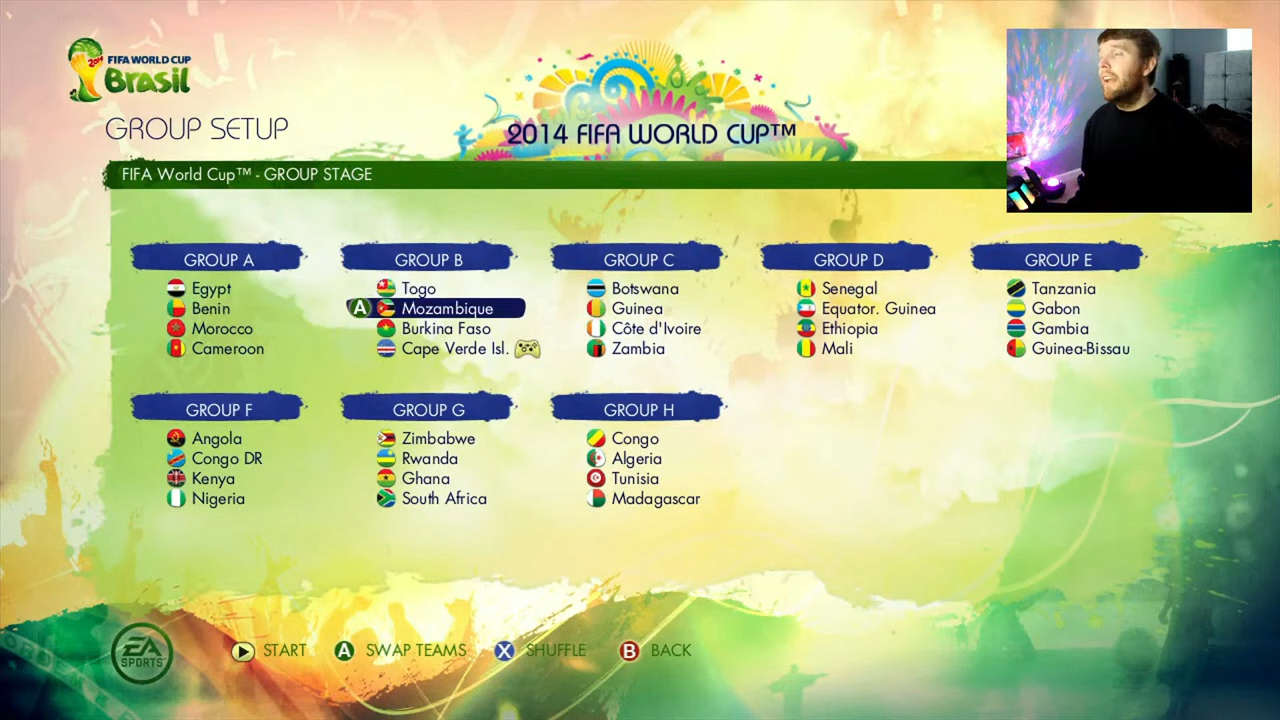 2014
FIFA WORLD CUP
Brasil
GROUP SETUP
2014 FIFA WORLD CUP™
FIFA World Cup™ - GROUP STAGE
GROUP A
Egypt
Benin
Morocco
Cameroon
GROUP B
Togo
A Mozambique
Burkina Faso
Cape Verde Isl.
GROUP C
Botswana
Guinea
Côte d'Ivoire
Zambia
GROUP D
Senegal
Equator. Guinea
Ethiopia
Mali
GROUP E
Tanzania
Gabon
Gambia
Guinea-Bissau
GROUP F
Angola
Congo DR
Kenya
Nigeria
GROUP G
Zimbabwe
Rwanda
Ghana
South Africa
GROUP H
Congo
Algeria
Tunisia
Madagascar
EA SPORTS™
START A SWAP TEAMS X SHUFFLE B BACK